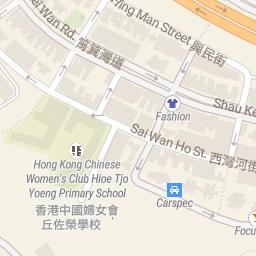 ei Wan Rd. 筲箕灣道
ying Man Street 興民街
Shau Ke
Fashion
Sai Wan Ho St. 西灣河街
Hong Kong Chinese
Women's Club Hioe Tjo
Yoeng Primary School
香港中國婦女會
丘佐榮學校
Carspec
Focu